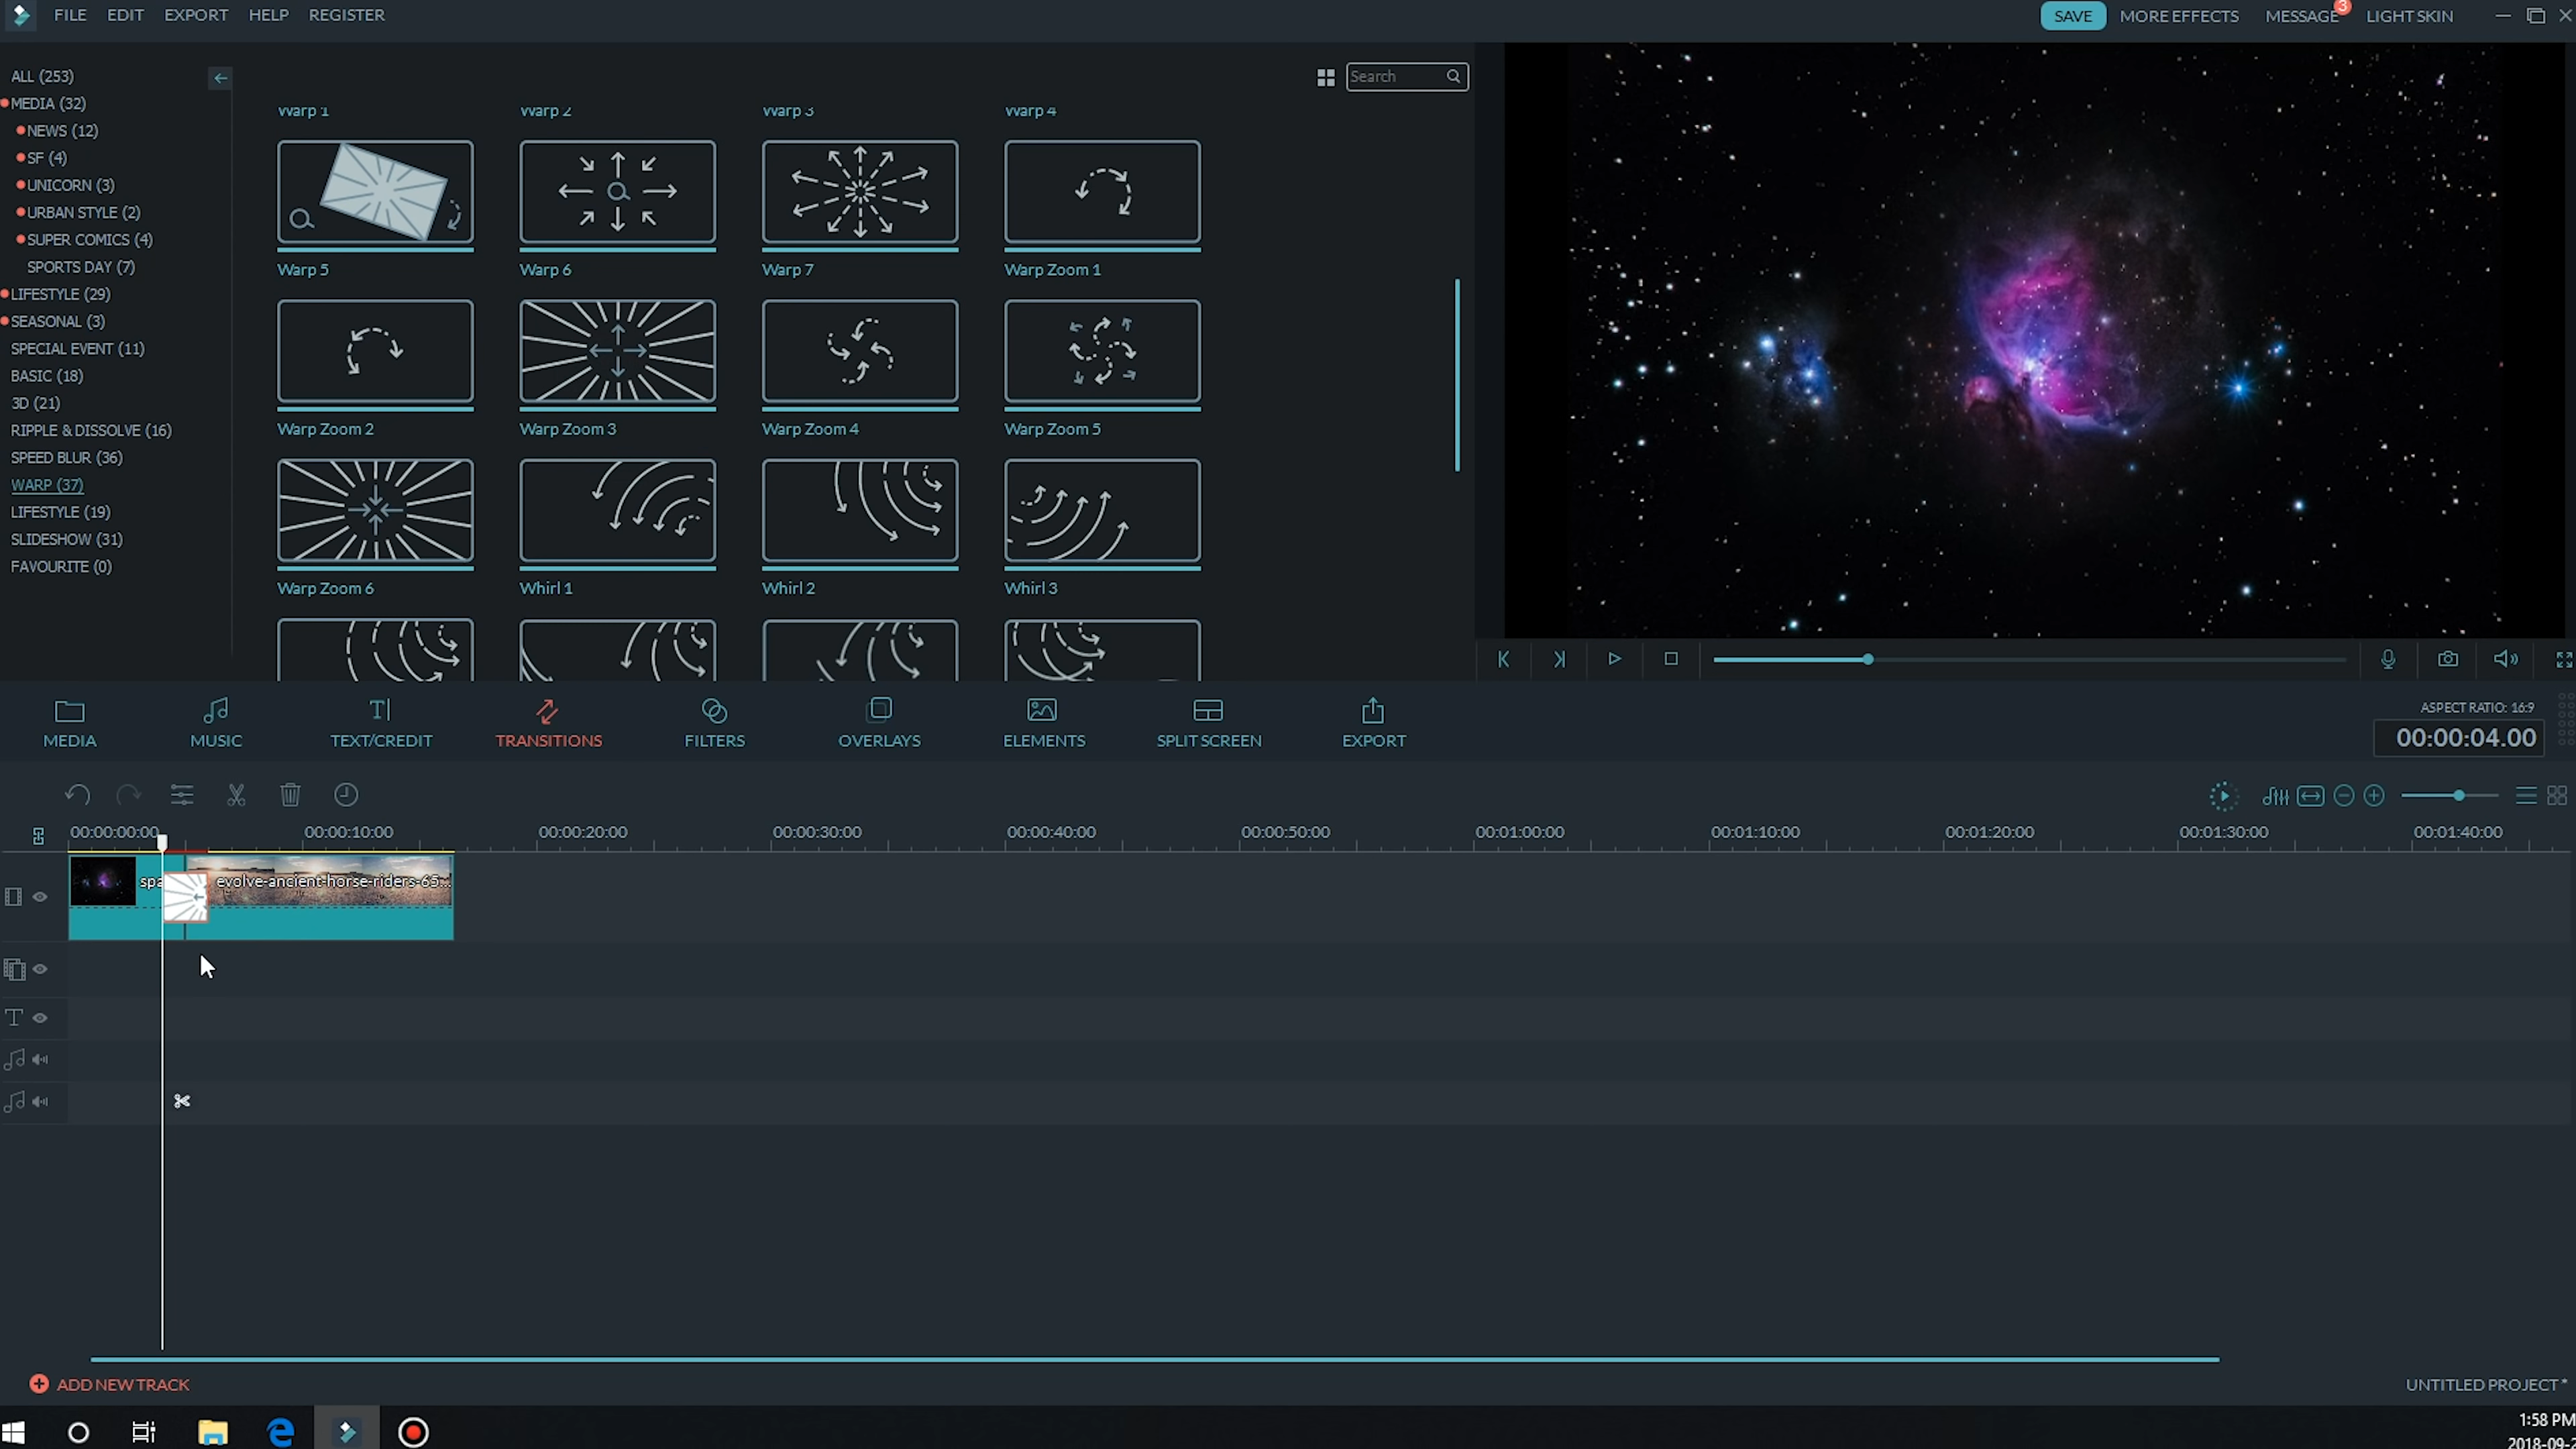 FILE EDIT EXPORT HELP REGISTER
SAVE MORE EFFECTS MESSAGE 3 LIGHT SKIN
ALL (253)
MEDIA (32)
NEWS (12)
SF (4)
UNICORN (3)
URBAN STYLE (2)
SUPER COMICS (4)
SPORTS DAY (7)
LIFESTYLE (29)
SEASONAL (3)
SPECIAL EVENT (11)
BASIC (18)
3D (21)
RIPPLE & DISSOLVE (16)
SPEED BLUR (36)
WARP (37)
LIFESTYLE (19)
SLIDESHOW (31)
FAVOURITE (0)
Search
Warp 1 Warp 2 Warp 3 Warp 4
Warp 5 Warp 6 Warp 7 Warp Zoom 1
Warp Zoom 2 Warp Zoom 3 Warp Zoom 4 Warp Zoom 5
Warp Zoom 6 Whirl 1 Whirl 2 Whirl 3
MEDIA MUSIC TEXT/CREDIT TRANSITIONS FILTERS OVERLAYS ELEMENTS SPLIT SCREEN EXPORT
ASPECT RATIO: 16:9
00:00:04.00
00:00:00:00 00:00:10:00 00:00:20:00 00:00:30:00 00:00:40:00 00:00:50:00 00:01:00:00 00:01:10:00 00:01:20:00 00:01:30:00 00:01:40:00
spa evolve-ancient-horse-riders-65...
ADD NEW TRACK
UNTITLED PROJECT *
1:58 PM
2018-09-2